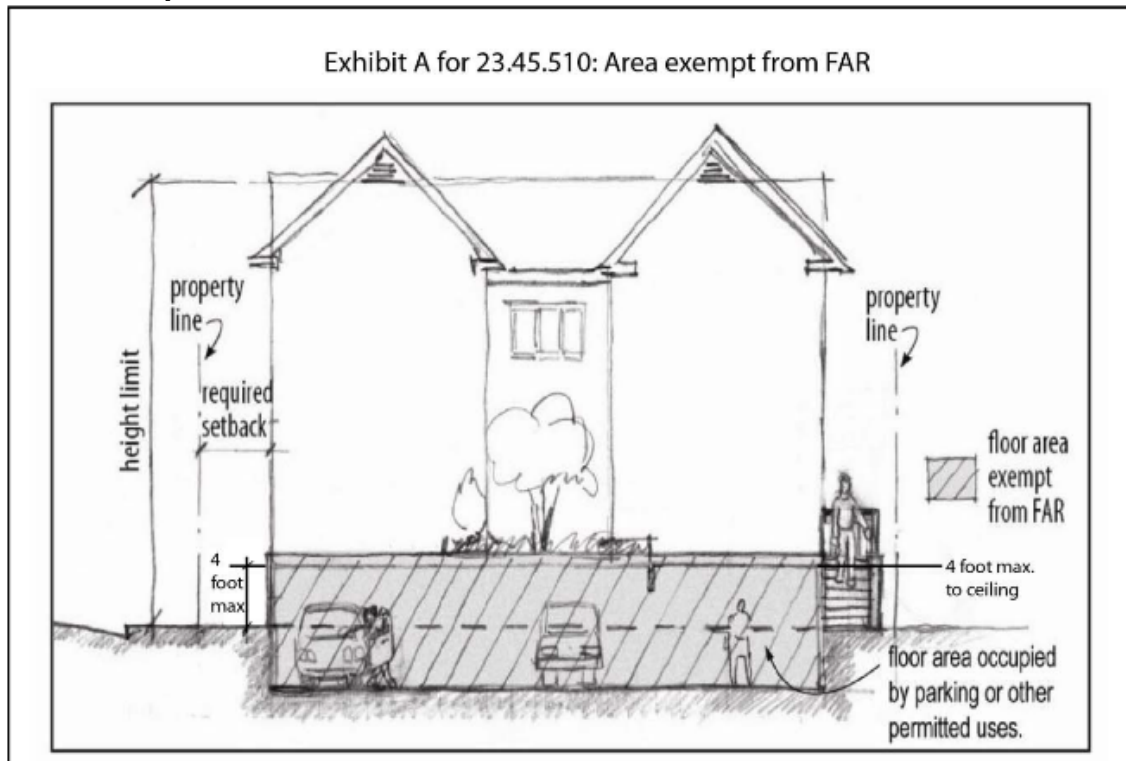 Exhibit A for 23.45.510: Area exempt from FAR
property
line
height limit
required
setback
property
line
floor area
exempt
from FAR
4
foot
max
4 foot max.
to ceiling
floor area occupied
by parking or other
permitted uses.